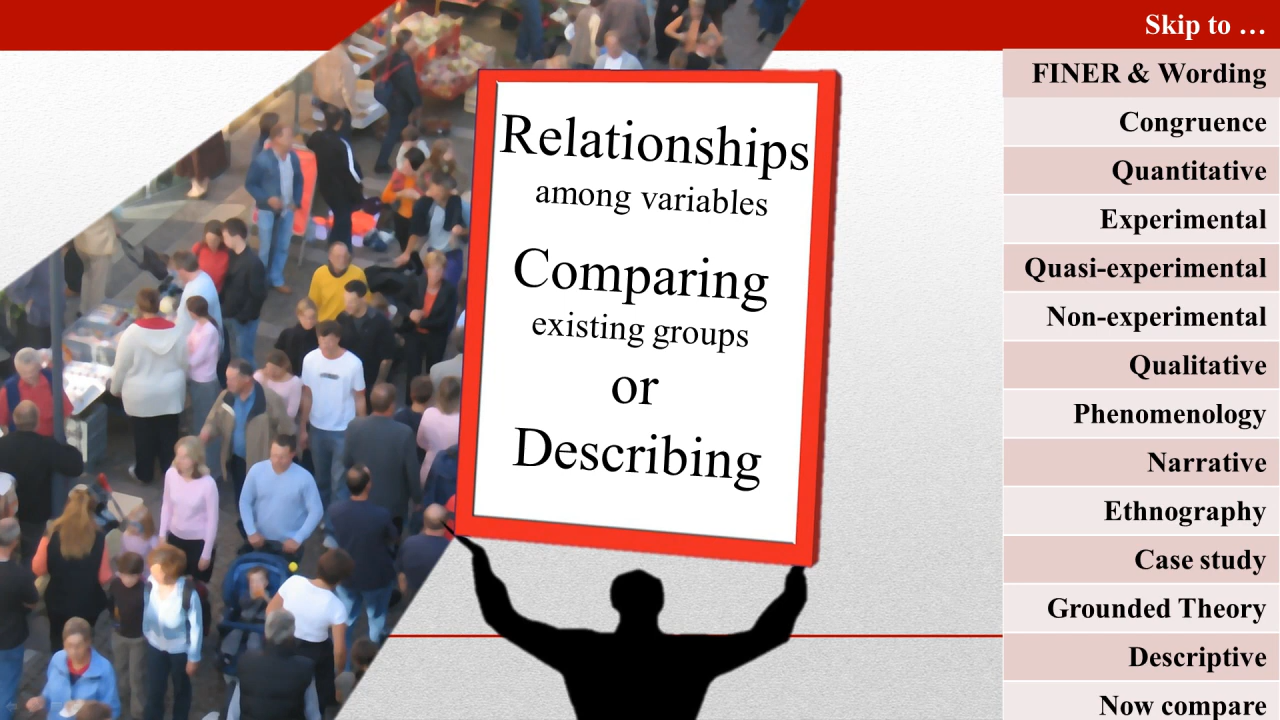 Skip to …
FINER & Wording
Congruence
Quantitative
Experimental
Quasi-experimental
Non-experimental
Qualitative
Phenomenology
Narrative
Ethnography
Case study
Grounded Theory
Descriptive
Now compare
Relationships
among variables
Comparing
existing groups
or
Describing